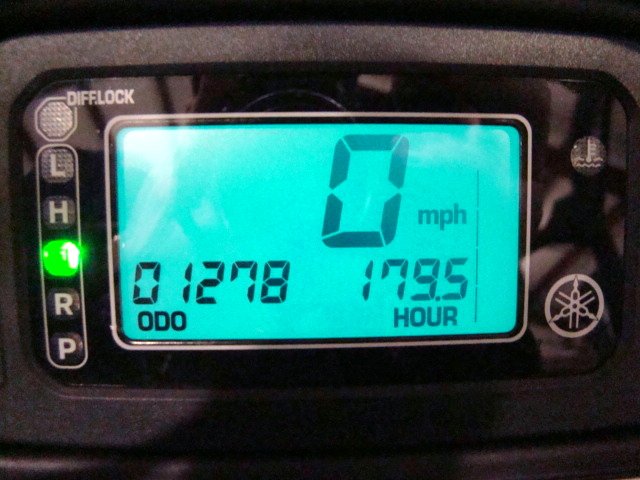 DIFF.LOCK
L
H
0 mph
R
P
01278 179.5
ODO HOUR